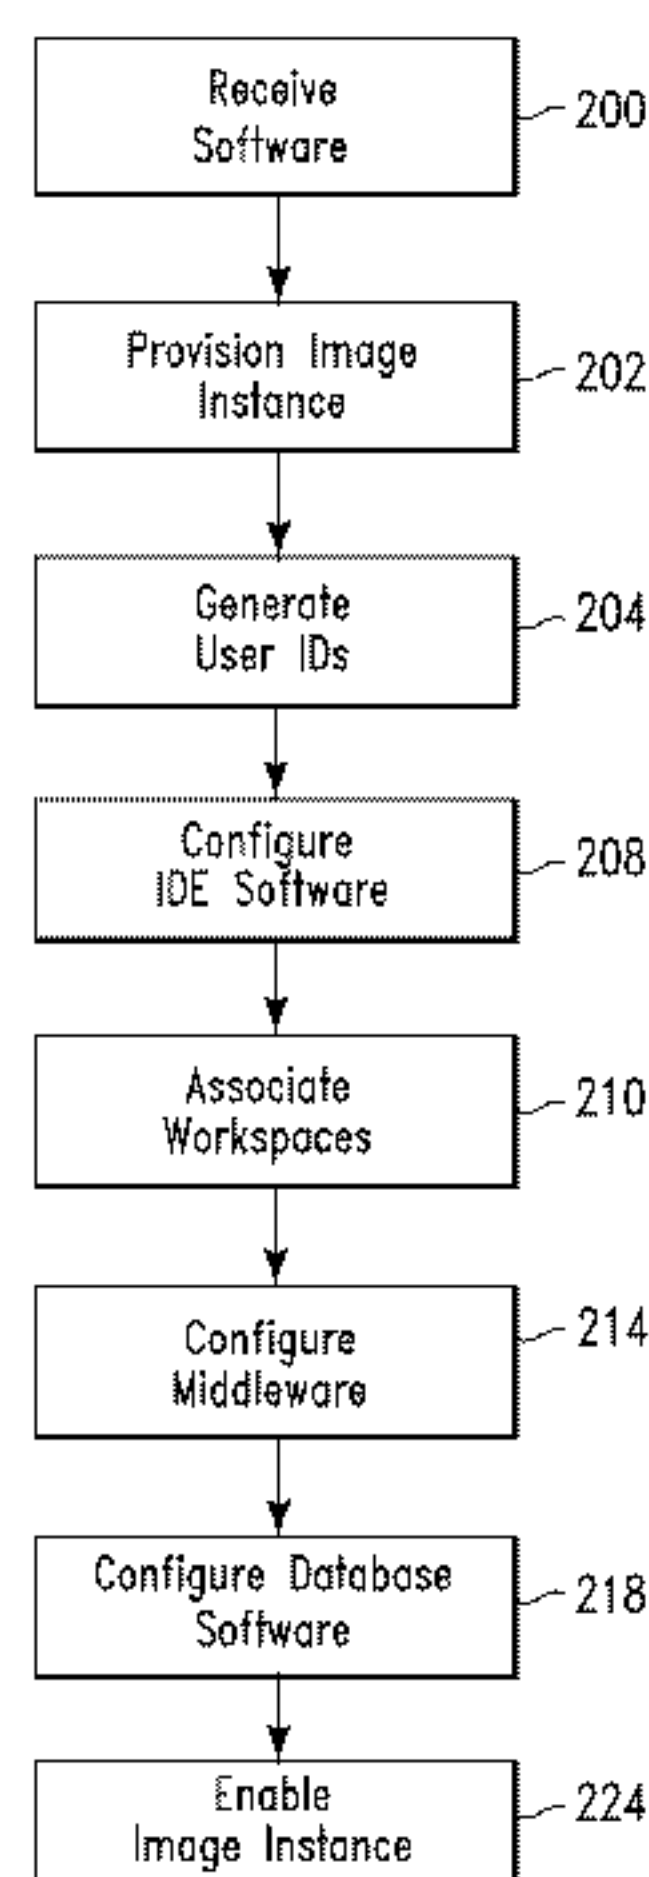 Receive
Software
200
Provision Image
Instance
202
Generate
User IDs
204
Configure
IDE Software
208
Associate
Workspaces
210
Configure
Middleware
214
Configure Database
Software
218
Enable
Image Instance
224